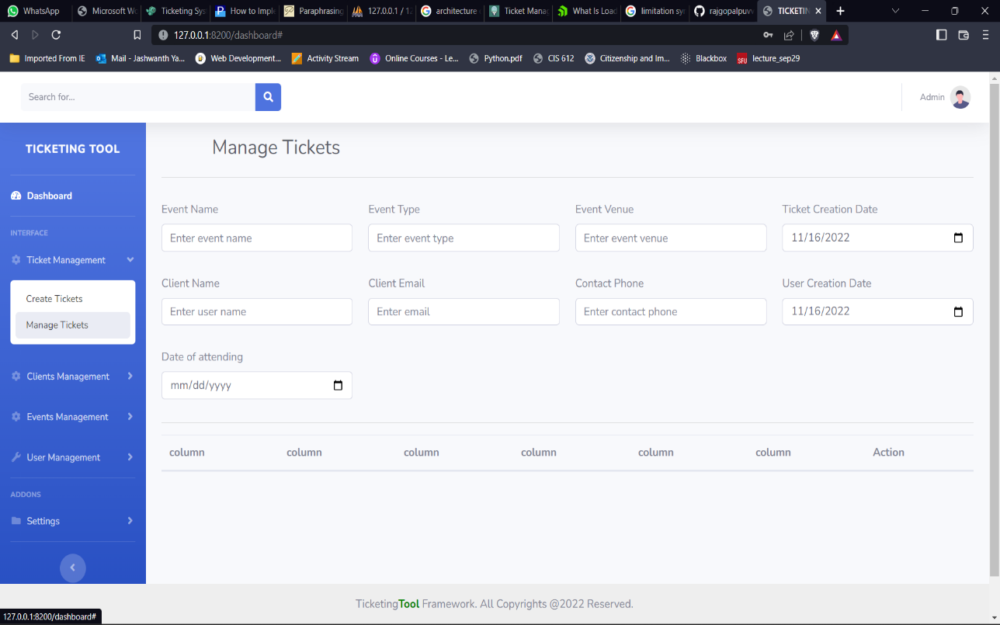 WhatsApp Microsoft Wo Ticketing Sys How to Imple Paraphrasing 127.0.0.1 / 12 architecture Ticket Manag What Is Load limitation sys rajgopalpuvv TICKETIN
127.0.0.1:8200/dashboard#
Imported From IE Mail - Jashwanth Ya... Web Development... Activity Stream Online Courses - Le... Python.pdf CIS 612 Citizenship and Im... Blackbox SFU lecture_sep29
Search for... Admin
TICKETING TOOL
Dashboard
INTERFACE
Ticket Management
Create Tickets
Manage Tickets
Clients Management
Events Management
User Management
ADDONS
Settings
Manage Tickets
Event Name Event Type Event Venue Ticket Creation Date
Enter event name Enter event type Enter event venue 11/16/2022
Client Name Client Email Contact Phone User Creation Date
Enter user name Enter email Enter contact phone 11/16/2022
Date of attending
mm/dd/yyyy
column column column column column column Action
TicketingTool Framework. All Copyrights @2022 Reserved.
127.0.0.1:8200/dashboard#